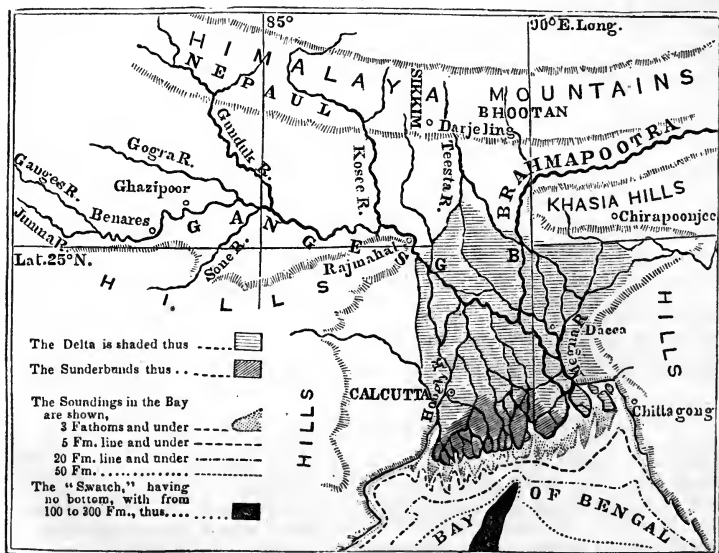 85°
90° E. Long.
HIMALAYA MOUNTAINS
NEPAUL
SIKKIM
BHOOTAN
Darjeling
Gunduk R.
Kosee R.
Teesta R.
BRAHMAPOOTRA
Gogra R.
Ganges R.
Ghazipoor
KHASIA HILLS
Chirapoonjee
Jumna R.
Benares
GANGES
Sone R.
Rajmahal
G
B
Lat. 25° N.
HILLS
HILLS
HILLS
Dacca
Megna R.
CALCUTTA
Chittagong
The Delta is shaded thus
The Sunderbunds thus
The Soundings in the Bay
are shown,
3 Fathoms and under
5 Fm. line and under
20 Fm. line and under
50 Fm.
The "Swatch," having
no bottom, with from
100 to 300 Fm., thus....
BAY OF BENGAL